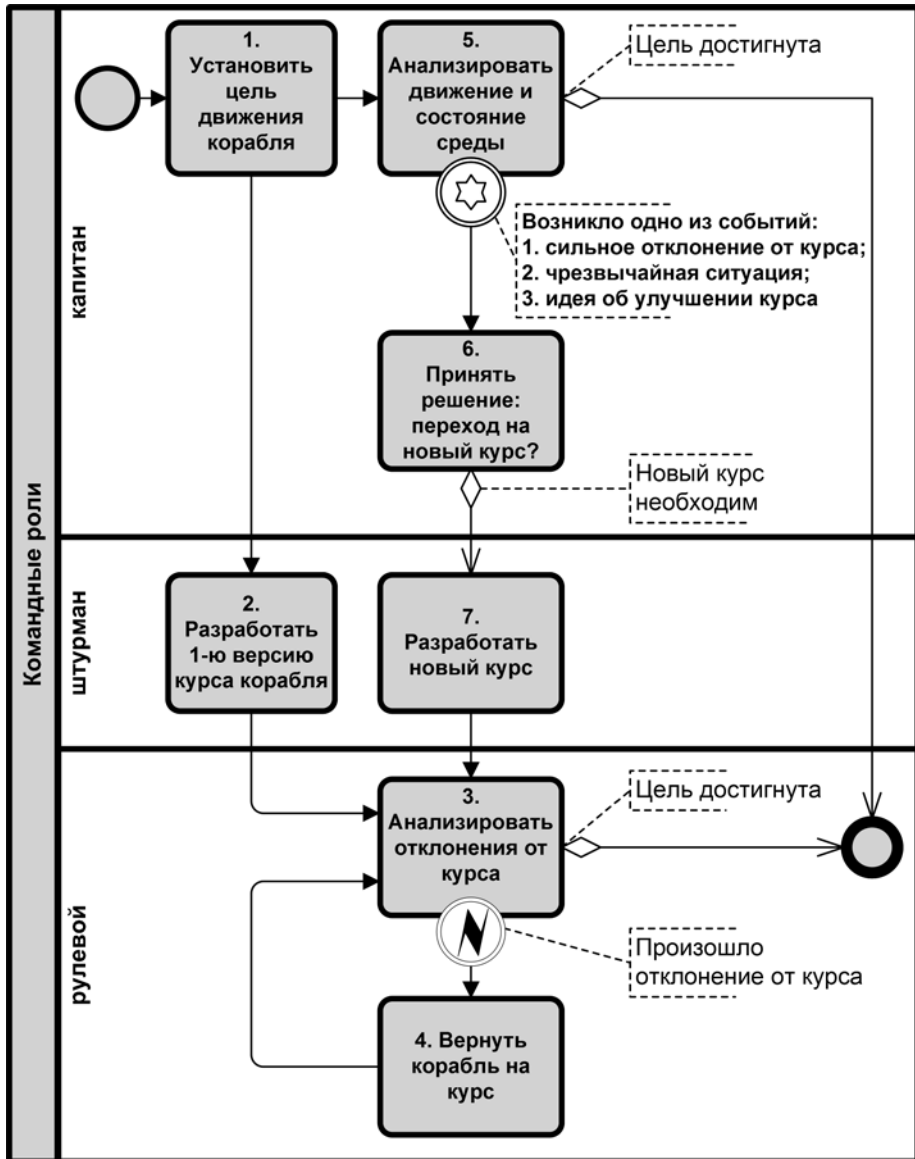 Командные роли
капитан
1.
Установить
цель
движения
корабля
5.
Анализировать
движение и
состояние
среды
Цель достигнута
Возникло одно из событий:
1. сильное отклонение от курса;
2. чрезвычайная ситуация;
3. идея об улучшении курса
6.
Принять
решение:
переход на
новый курс?
Новый курс
необходим
штурман
2.
Разработать
1-ю версию
курса корабля
7.
Разработать
новый курс
рулевой
3.
Анализировать
отклонения от
курса
Цель достигнута
Произошло
отклонение от курса
4. Вернуть
корабль на
курс